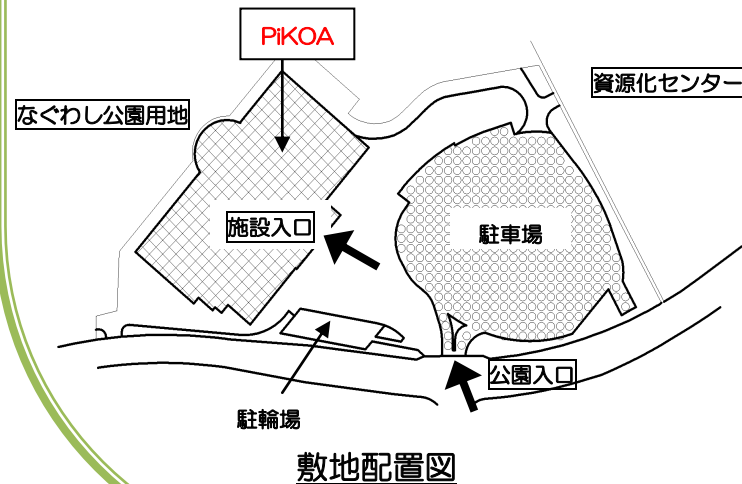 PiKOA
資源化センター
なぐわし公園用地
施設入口
駐車場
公園入口
駐輪場
敷地配置図